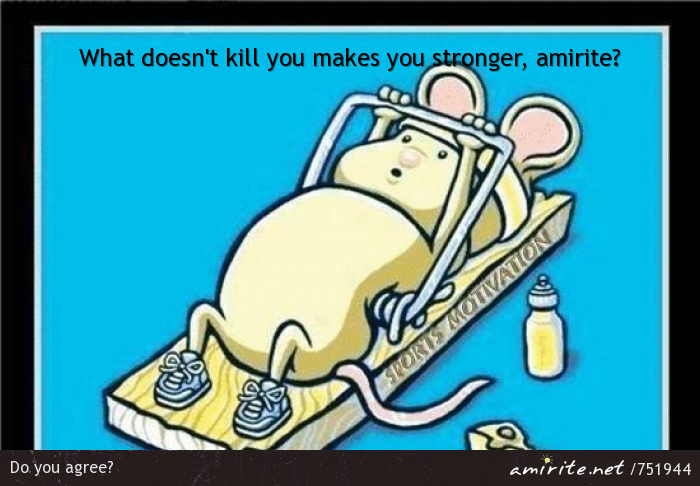 What doesn't kill you makes you stronger, amirite?
SPORTS MOTIVATION
Do you agree?
amirite.net /751944